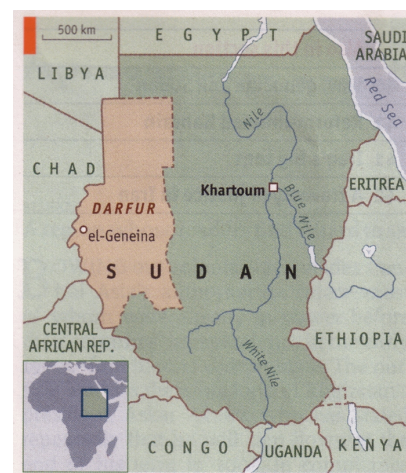 500 km
EGYPT
SAUDI
ARABIA
LIBYA
Red Sea
Nile
CHAD
Khartoum
Blue Nile
ERITREA
DARFUR
el-Geneina
SUDAN
CENTRAL
AFRICAN REP.
ETHIOPIA
White Nile
CONGO
UGANDA
KENYA